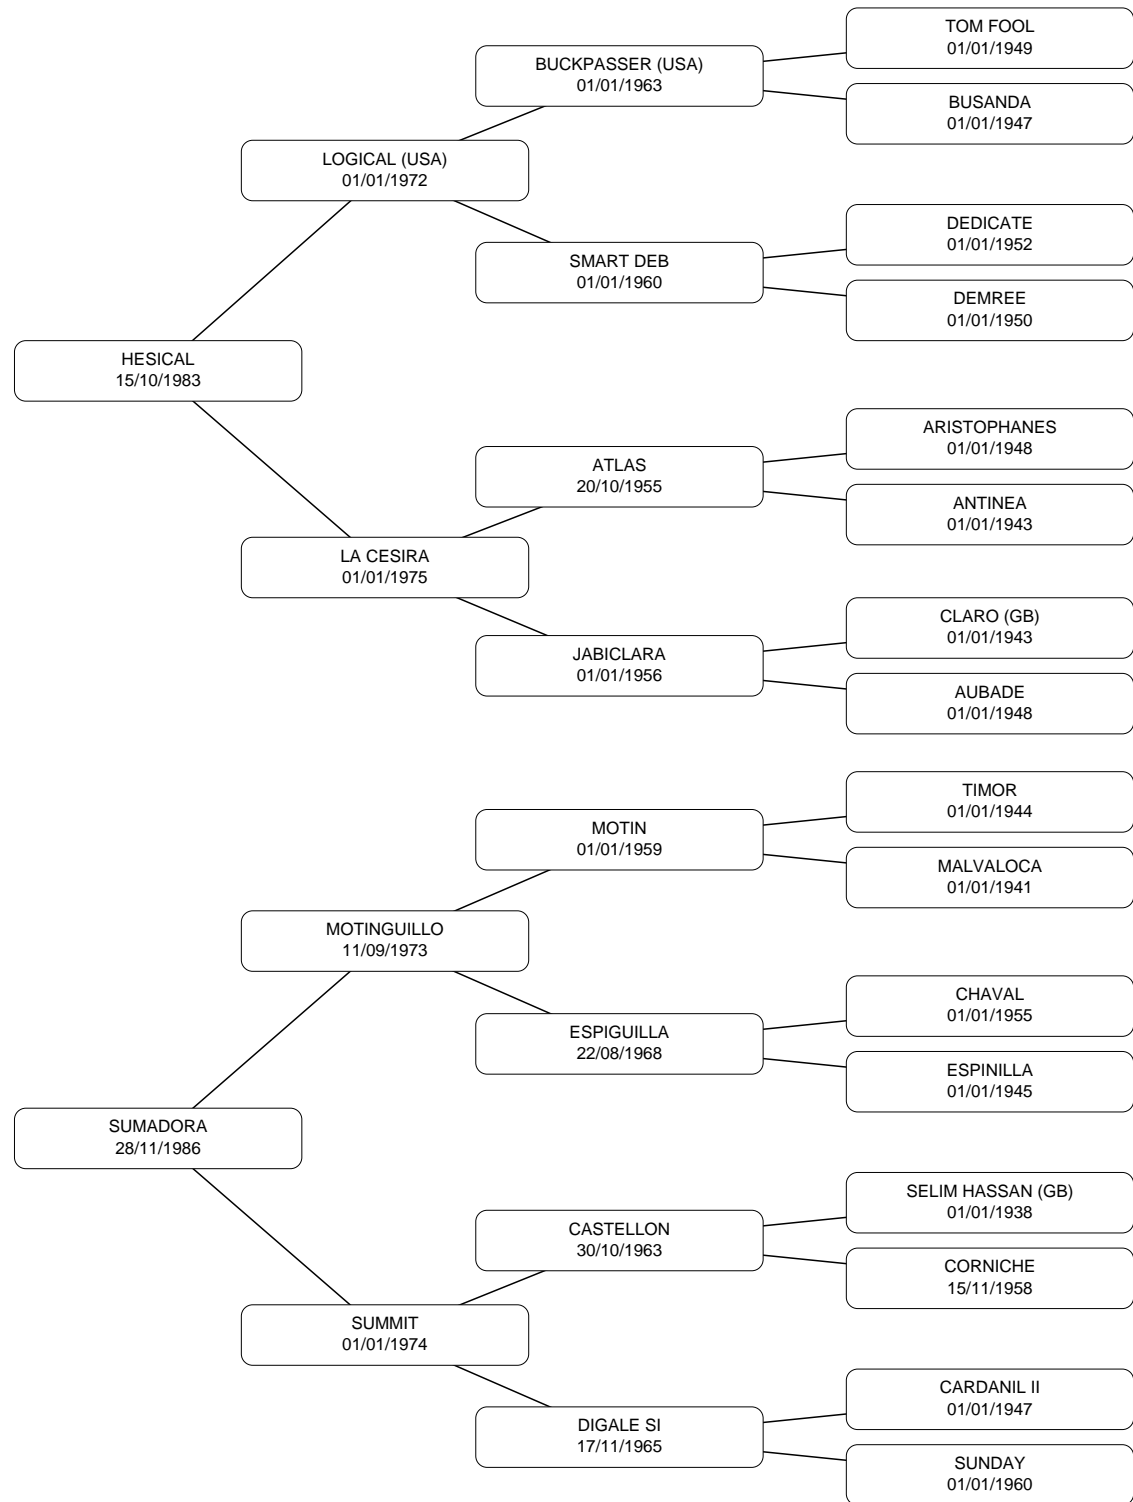 TOM FOOL
01/01/1949
BUCKPASSER (USA)
01/01/1963
BUSANDA
01/01/1947
LOGICAL (USA)
01/01/1972
DEDICATE
01/01/1952
SMART DEB
01/01/1960
DEMREE
01/01/1950
HESICAL
15/10/1983
ARISTOPHANES
01/01/1948
ATLAS
20/10/1955
ANTINEA
01/01/1943
LA CESIRA
01/01/1975
CLARO (GB)
01/01/1943
JABICLARA
01/01/1956
AUBADE
01/01/1948
TIMOR
01/01/1944
MOTIN
01/01/1959
MALVALOCA
01/01/1941
MOTINGUILLO
11/09/1973
CHAVAL
01/01/1955
ESPIGUILLA
22/08/1968
ESPINILLA
01/01/1945
SUMADORA
28/11/1986
SELIM HASSAN (GB)
01/01/1938
CASTELLON
30/10/1963
CORNICHE
15/11/1958
SUMMIT
01/01/1974
CARDANIL II
01/01/1947
DIGALE SI
17/11/1965
SUNDAY
01/01/1960